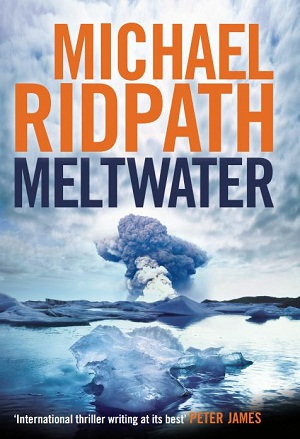 MICHAEL
RIDPATH
MELTWATER
'International thriller writing at its best' PETER JAMES